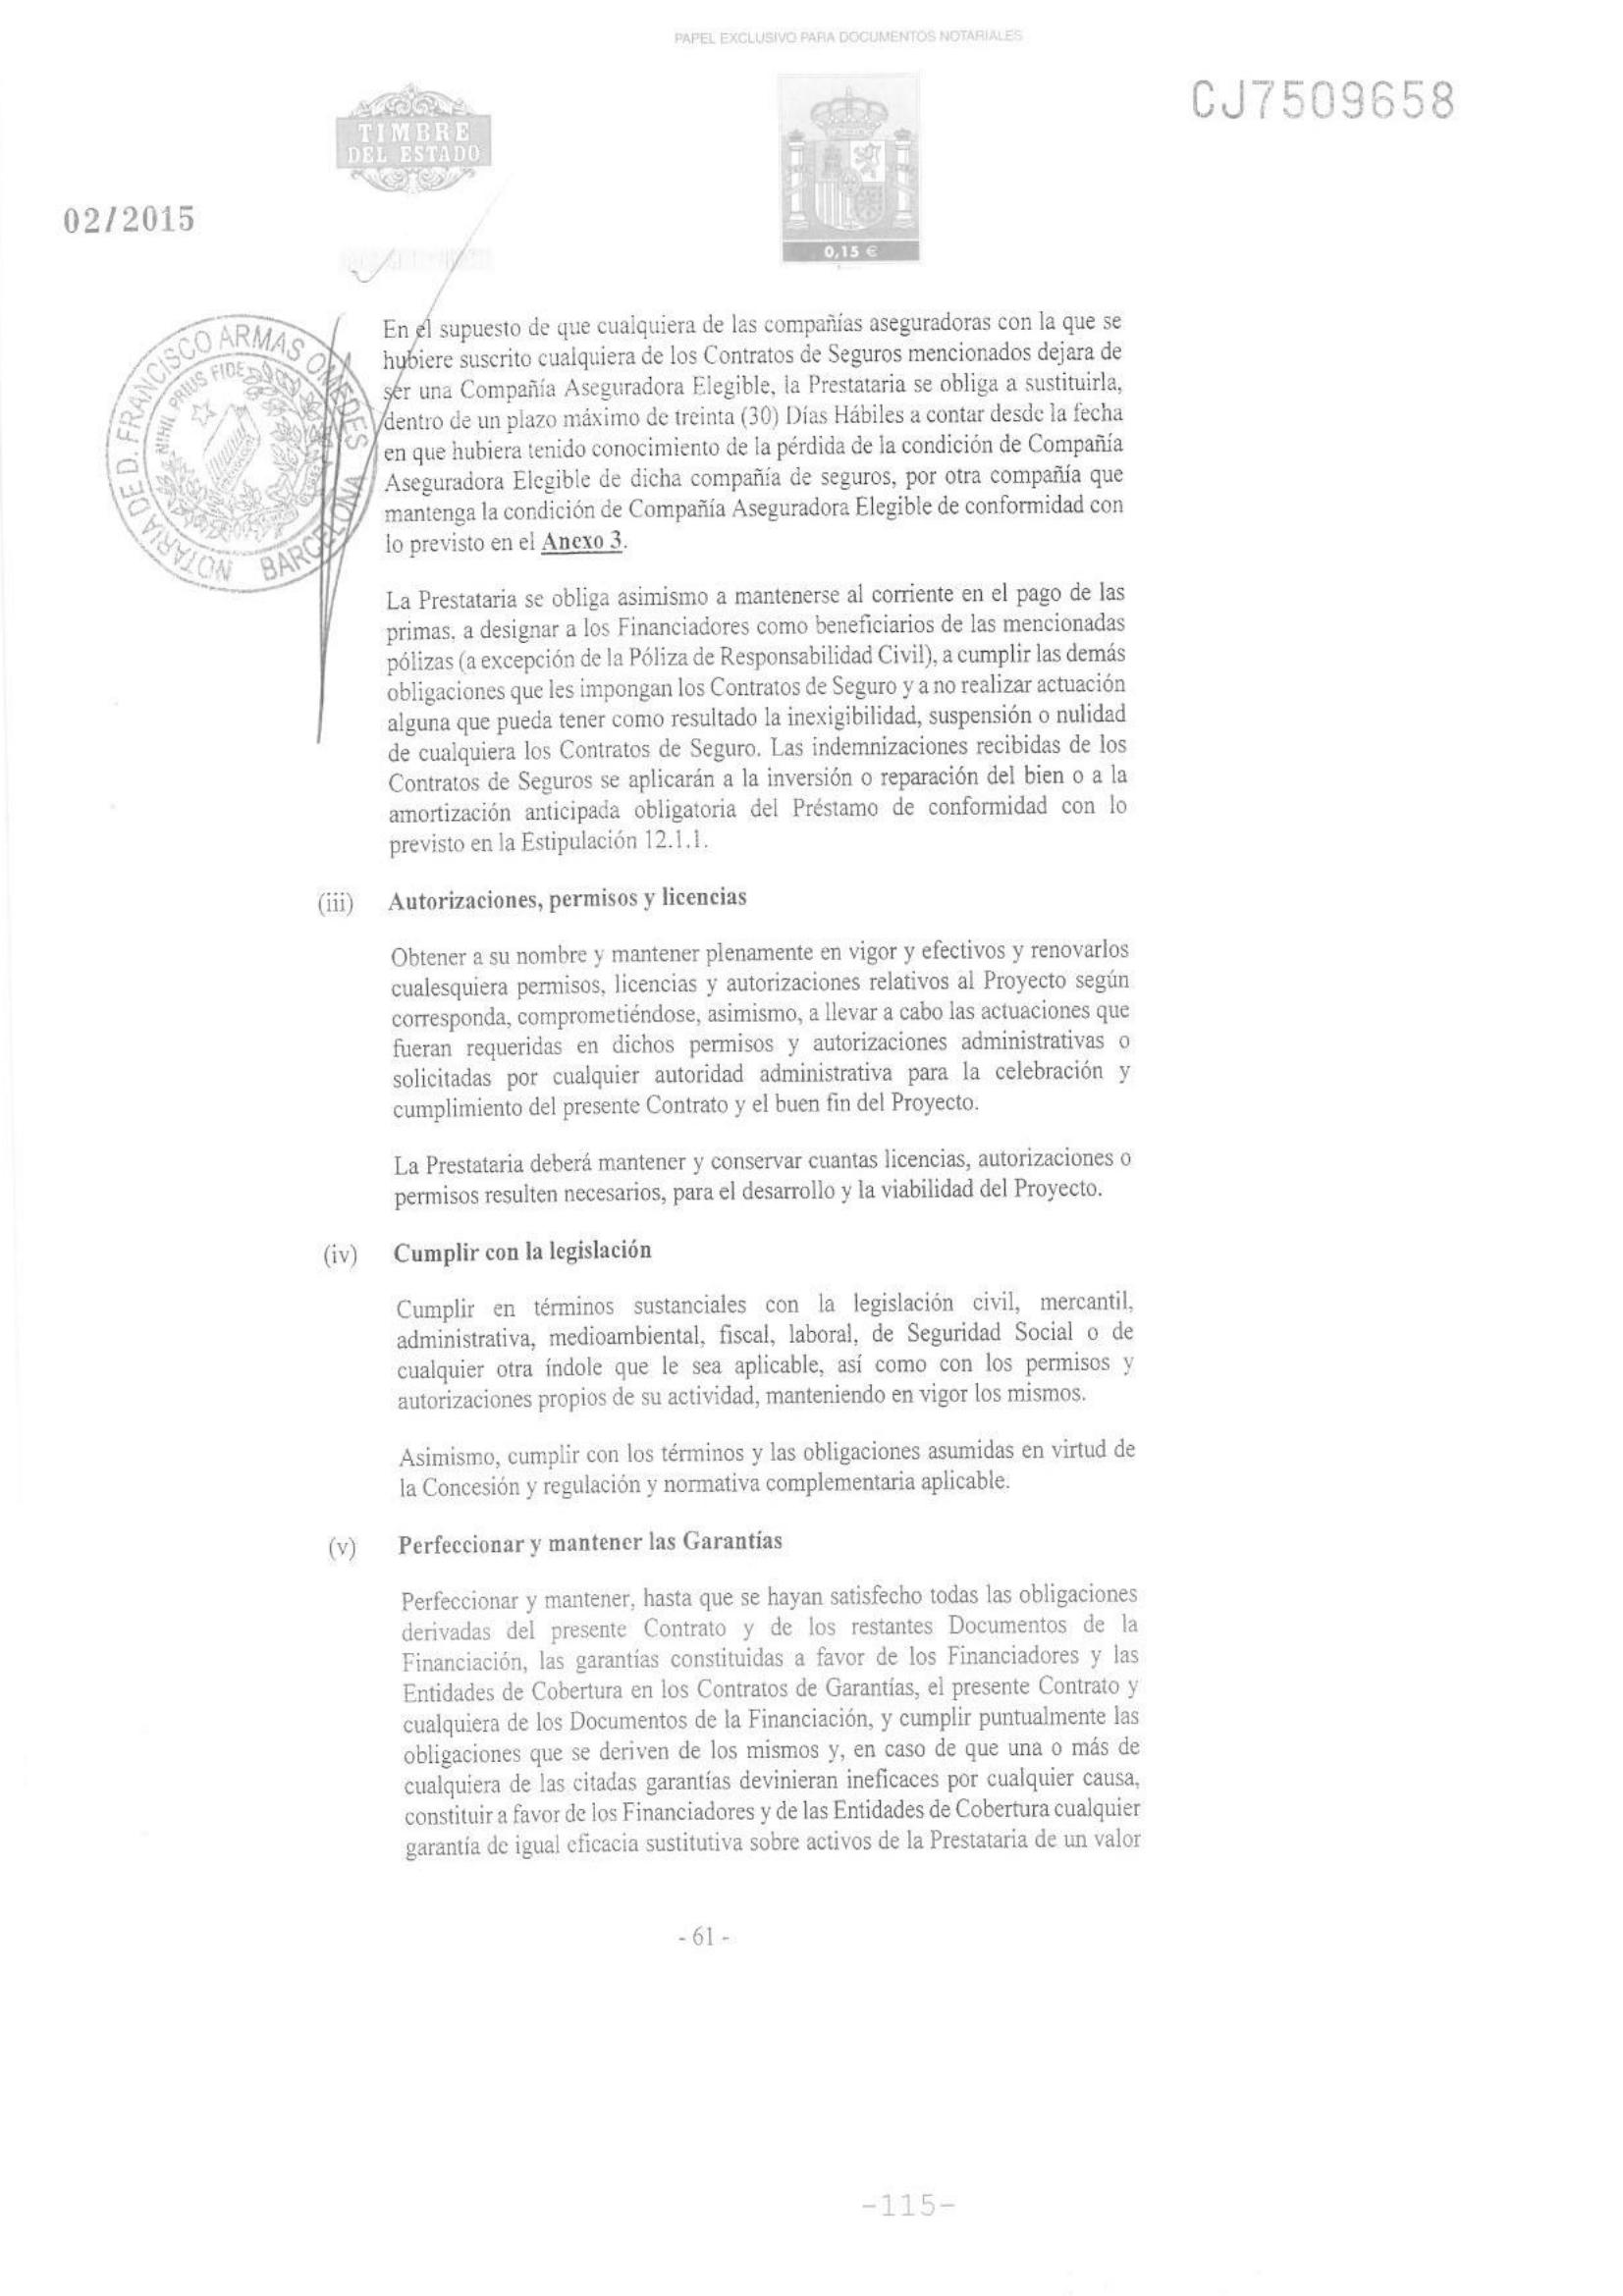 PAPEL EXCLUSIVO PARA DOCUMENTOS NOTARIALES
TIMBRE
DEL ESTADO
CJ7509658
02/2015
0,15 €
NOTARIA DE D. FRANCISCO ARMAS OMEDES
BARCELONA
NIHIL PRIUS FIDE
En el supuesto de que cualquiera de las compañías aseguradoras con la que se
hubiere suscrito cualquiera de los Contratos de Seguros mencionados dejara de
ser una Compañía Aseguradora Elegible, la Prestataria se obliga a sustituirla,
dentro de un plazo máximo de treinta (30) Días Hábiles a contar desde la fecha
en que hubiera tenido conocimiento de la pérdida de la condición de Compañía
Aseguradora Elegible de dicha compañía de seguros, por otra compañía que
mantenga la condición de Compañía Aseguradora Elegible de conformidad con
lo previsto en el Anexo 3.
La Prestataria se obliga asimismo a mantenerse al corriente en el pago de las
primas, a designar a los Financiadores como beneficiarios de las mencionadas
pólizas (a excepción de la Póliza de Responsabilidad Civil), a cumplir las demás
obligaciones que les impongan los Contratos de Seguro y a no realizar actuación
alguna que pueda tener como resultado la inexigibilidad, suspensión o nulidad
de cualquiera los Contratos de Seguro. Las indemnizaciones recibidas de los
Contratos de Seguros se aplicarán a la inversión o reparación del bien o a la
amortización anticipada obligatoria del Préstamo de conformidad con lo
previsto en la Estipulación 12.1.1.
(iii) Autorizaciones, permisos y licencias
Obtener a su nombre y mantener plenamente en vigor y efectivos y renovarlos
cualesquiera permisos, licencias y autorizaciones relativos al Proyecto según
corresponda, comprometiéndose, asimismo, a llevar a cabo las actuaciones que
fueran requeridas en dichos permisos y autorizaciones administrativas o
solicitadas por cualquier autoridad administrativa para la celebración y
cumplimiento del presente Contrato y el buen fin del Proyecto.
La Prestataria deberá mantener y conservar cuantas licencias, autorizaciones o
permisos resulten necesarios, para el desarrollo y la viabilidad del Proyecto.
(iv) Cumplir con la legislación
Cumplir en términos sustanciales con la legislación civil, mercantil,
administrativa, medioambiental, fiscal, laboral, de Seguridad Social o de
cualquier otra índole que le sea aplicable, así como con los permisos y
autorizaciones propios de su actividad, manteniendo en vigor los mismos.
Asimismo, cumplir con los términos y las obligaciones asumidas en virtud de
la Concesión y regulación y normativa complementaria aplicable.
(v) Perfeccionar y mantener las Garantías
Perfeccionar y mantener, hasta que se hayan satisfecho todas las obligaciones
derivadas del presente Contrato y de los restantes Documentos de la
Financiación, las garantías constituidas a favor de los Financiadores y las
Entidades de Cobertura en los Contratos de Garantías, el presente Contrato y
cualquiera de los Documentos de la Financiación, y cumplir puntualmente las
obligaciones que se deriven de los mismos y, en caso de que una o más de
cualquiera de las citadas garantías devinieran ineficaces por cualquier causa,
constituir a favor de los Financiadores y de las Entidades de Cobertura cualquier
garantía de igual eficacia sustitutiva sobre activos de la Prestataria de un valor
- 61 -
-115-